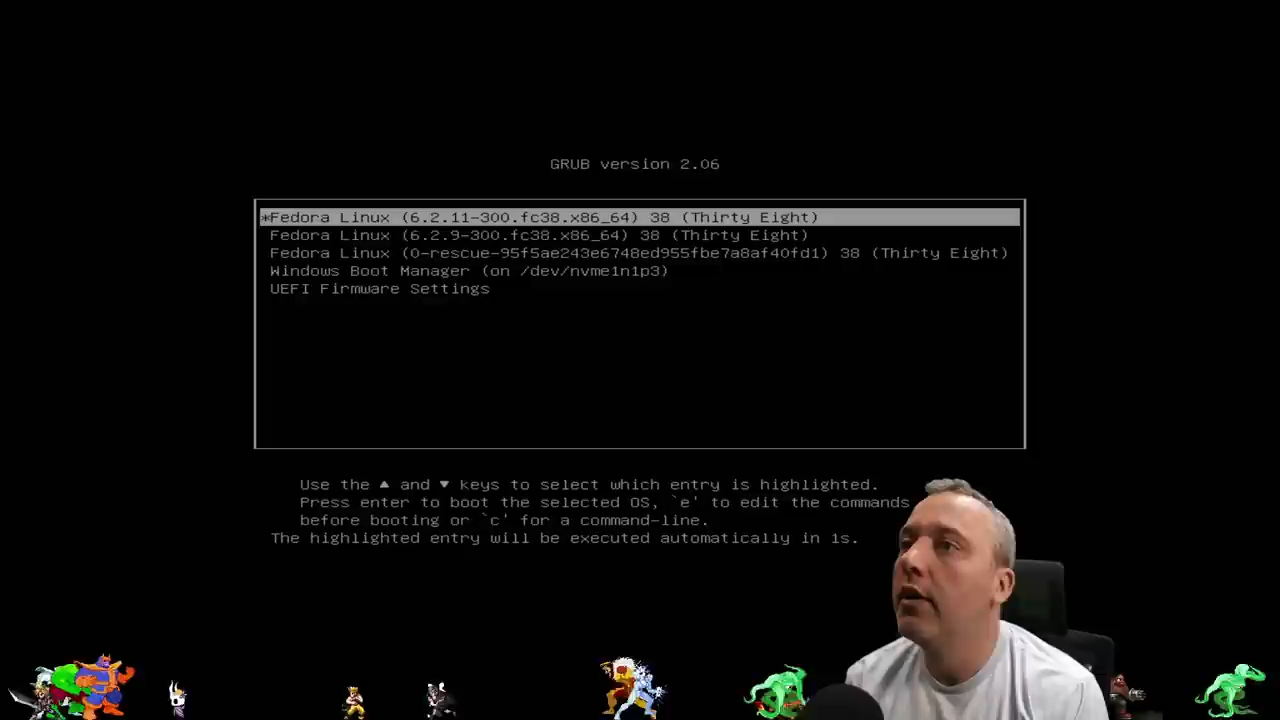 GRUB version 2.06
*Fedora Linux (6.2.11-300.fc38.x86_64) 38 (Thirty Eight)
Fedora Linux (6.2.9-300.fc38.x86_64) 38 (Thirty Eight)
Fedora Linux (0-rescue-95f5ae243e6748ed955fbe7a8af40fd1) 38 (Thirty Eight)
Windows Boot Manager (on /dev/nvme1n1p3)
UEFI Firmware Settings
Use the ▲ and ▼ keys to select which entry is highlighted.
Press enter to boot the selected OS, `e' to edit the commands
before booting or `c' for a command-line.
The highlighted entry will be executed automatically in 1s.